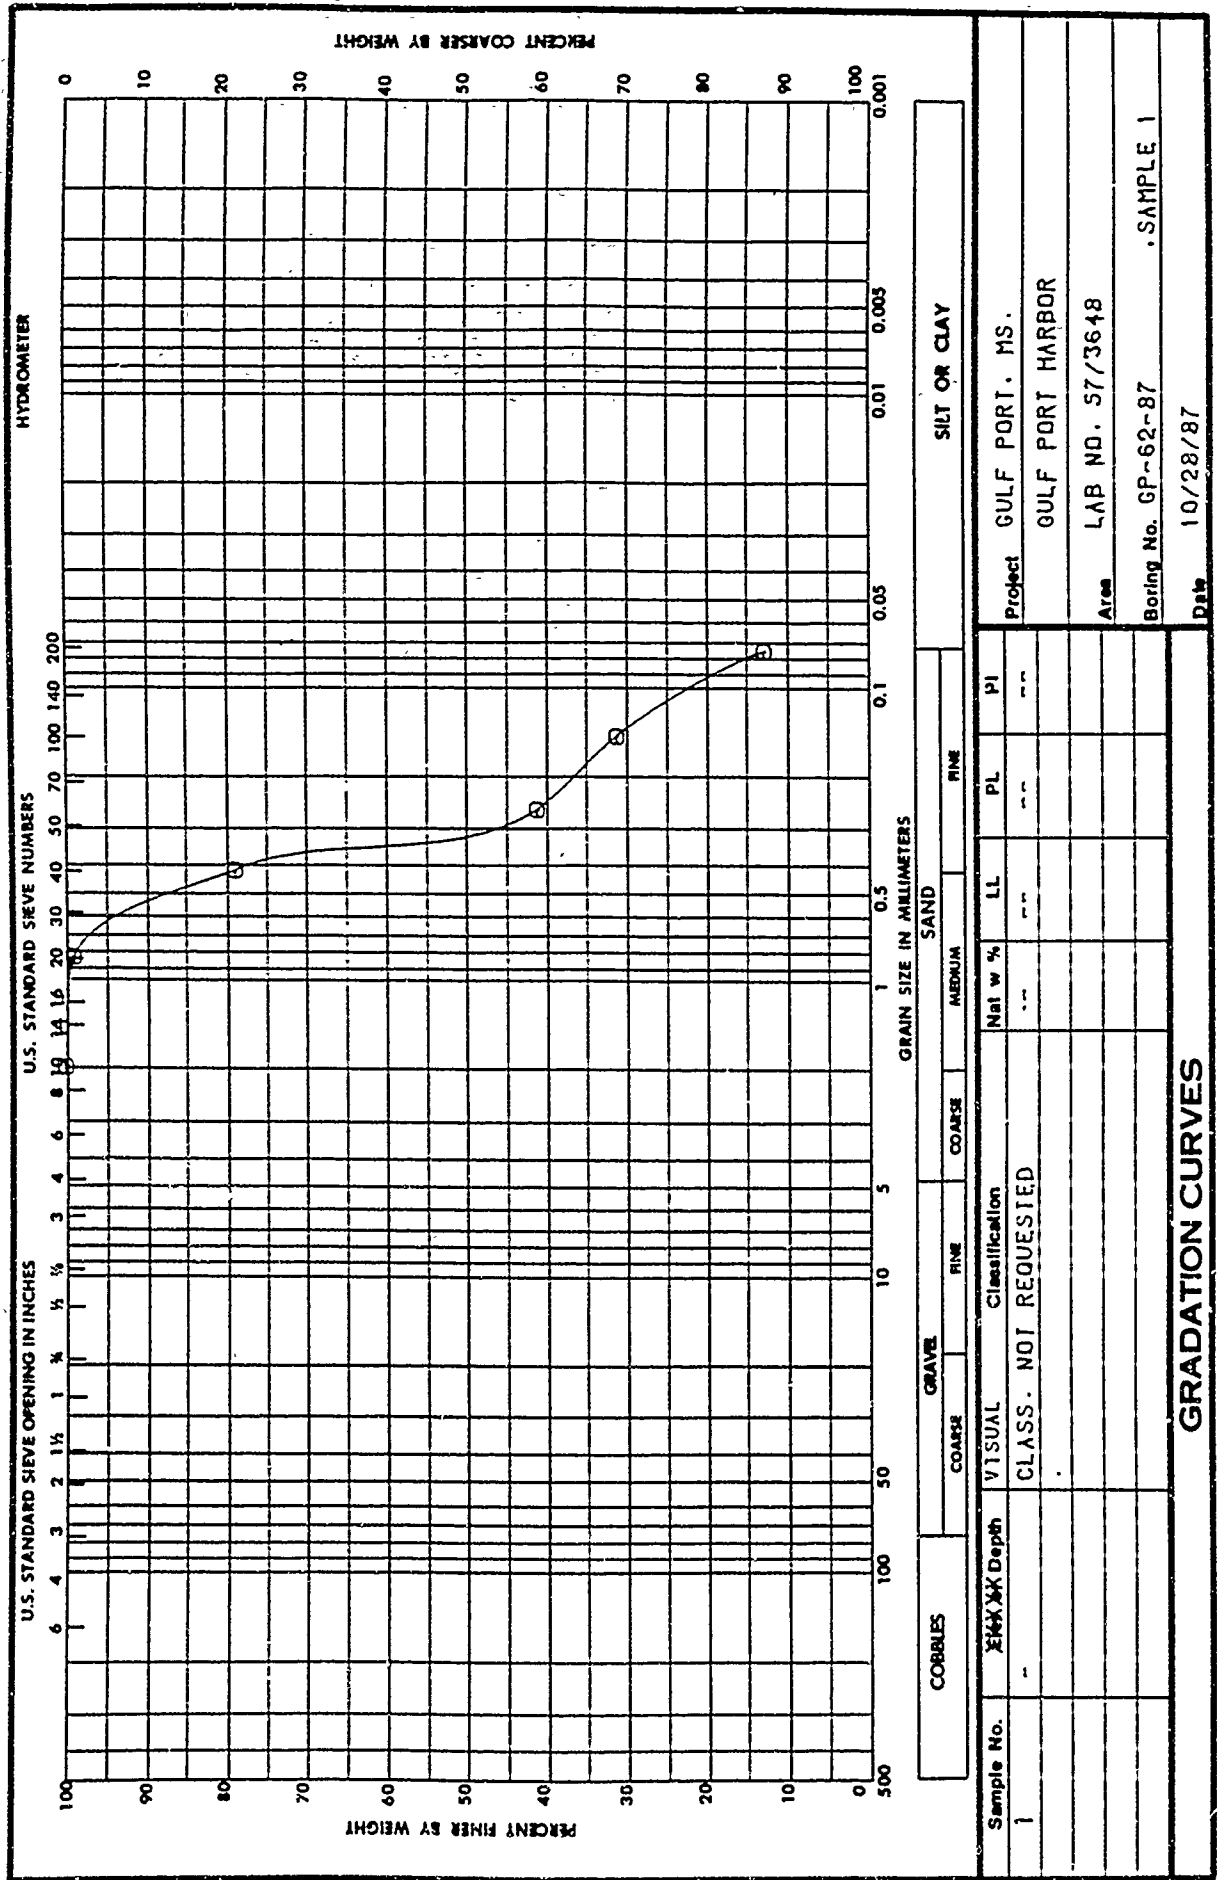 U.S. STANDARD SIEVE OPENING IN INCHES
U.S. STANDARD SIEVE NUMBERS
HYDROMETER
6 4 3 2 1½ 1 ¾ ½ ⅜ 3 4 6 8 10 14 16 20 30 40 50 70 100 140 200
PERCENT FINER BY WEIGHT
100
90
80
70
60
50
40
30
20
10
0
PERCENT COARSER BY WEIGHT
0
10
20
30
40
50
60
70
80
90
100
500 100 50 10 5 1 0.5 0.1 0.05 0.01 0.005 0.001
GRAIN SIZE IN MILLIMETERS
COBBLES GRAVEL SAND SILT OR CLAY
COARSE FINE COARSE MEDIUM FINE
Sample No. Depth VISUAL Classification Nat w % LL PL PI
1 -- CLASS. NOT REQUESTED -- -- -- --
Project GULF PORT. MS.
GULF PORT HARBOR
LAB NO. 57/3648
Area
Boring No. GP-62-87 .SAMPLE 1
Date 10/28/87
GRADATION CURVES